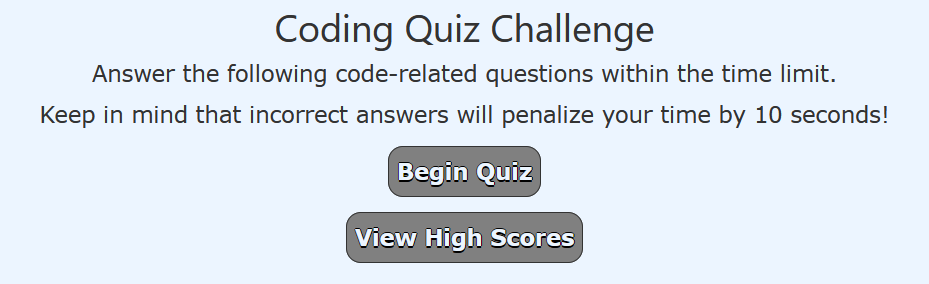 Coding Quiz Challenge
Answer the following code-related questions within the time limit.
Keep in mind that incorrect answers will penalize your time by 10 seconds!
Begin Quiz
View High Scores